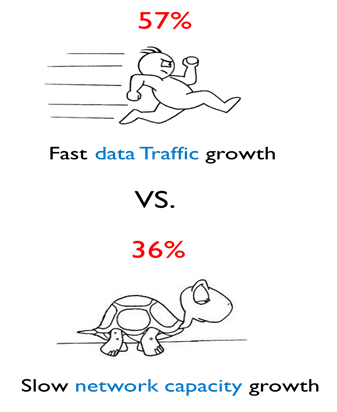 57%
Fast data Traffic growth
VS.
36%
Slow network capacity growth